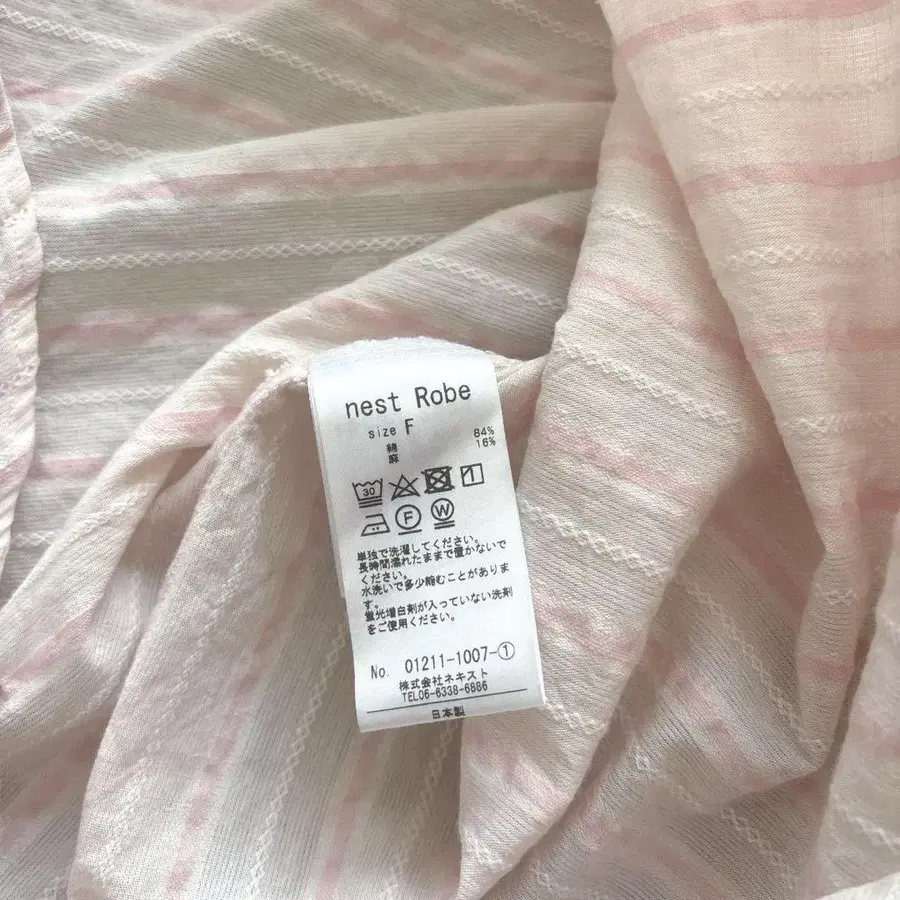 nest Robe
size F
綿 84%
麻 16%
30
F W
単独で洗濯してください。
長時間濡れたままで置かないで
ください。
水洗いで多少縮むことがありま
す。
蛍光増白剤が入っていない洗剤
をご使用ください。
No. 01211-1007-①
株式会社ネキスト
TEL06-6338-6886
日本製